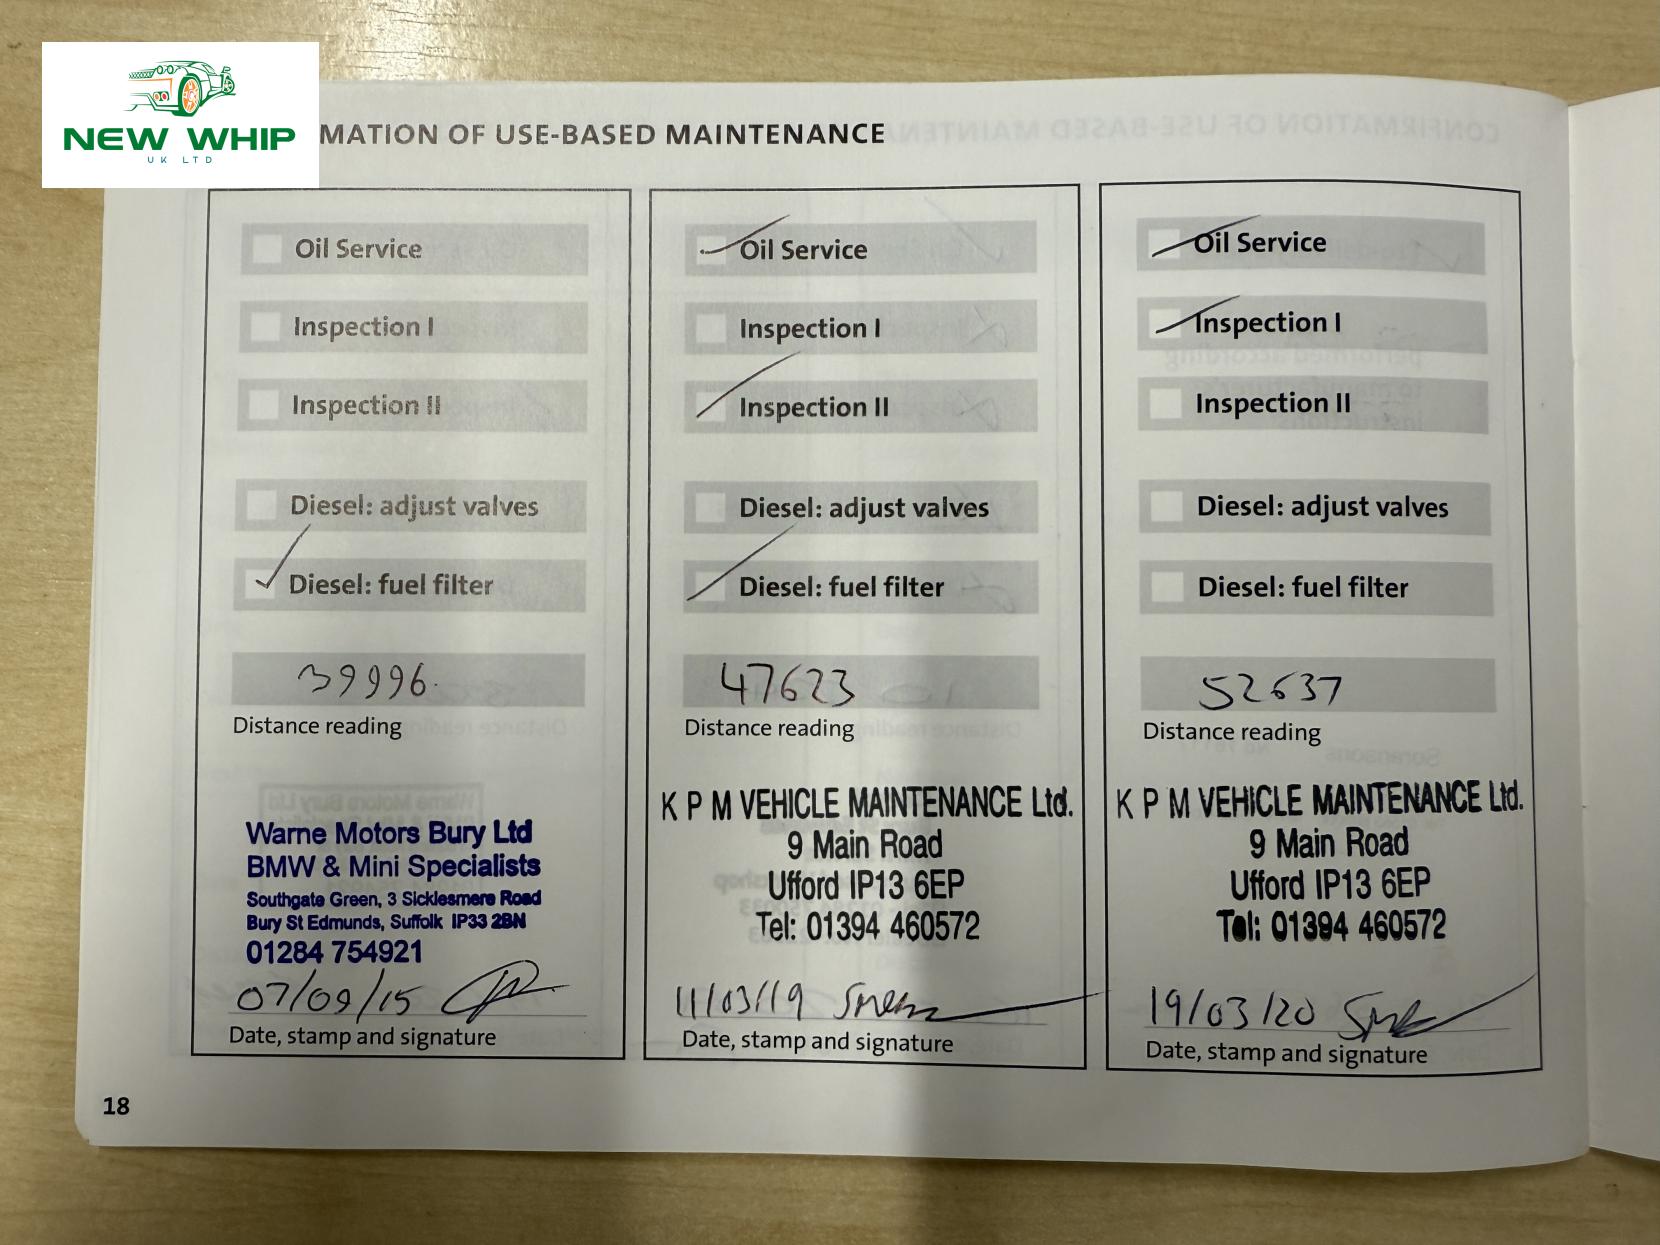 NEW WHIP
UK LTD
MATION OF USE-BASED MAINTENANCE
Oil Service
Inspection I
Inspection II
Diesel: adjust valves
Diesel: fuel filter
39996
Distance reading
Warne Motors Bury Ltd
BMW & Mini Specialists
Southgate Green, 3 Sicklesmere Road
Bury St Edmunds, Suffolk IP33 2BN
01284 754921
07/09/15
Date, stamp and signature
Oil Service
Inspection I
Inspection II
Diesel: adjust valves
Diesel: fuel filter
47623
Distance reading
K P M VEHICLE MAINTENANCE Ltd.
9 Main Road
Ufford IP13 6EP
Tel: 01394 460572
11/03/19
Date, stamp and signature
Oil Service
Inspection I
Inspection II
Diesel: adjust valves
Diesel: fuel filter
52637
Distance reading
K P M VEHICLE MAINTENANCE Ltd.
9 Main Road
Ufford IP13 6EP
Tel: 01394 460572
19/03/20
Date, stamp and signature
18